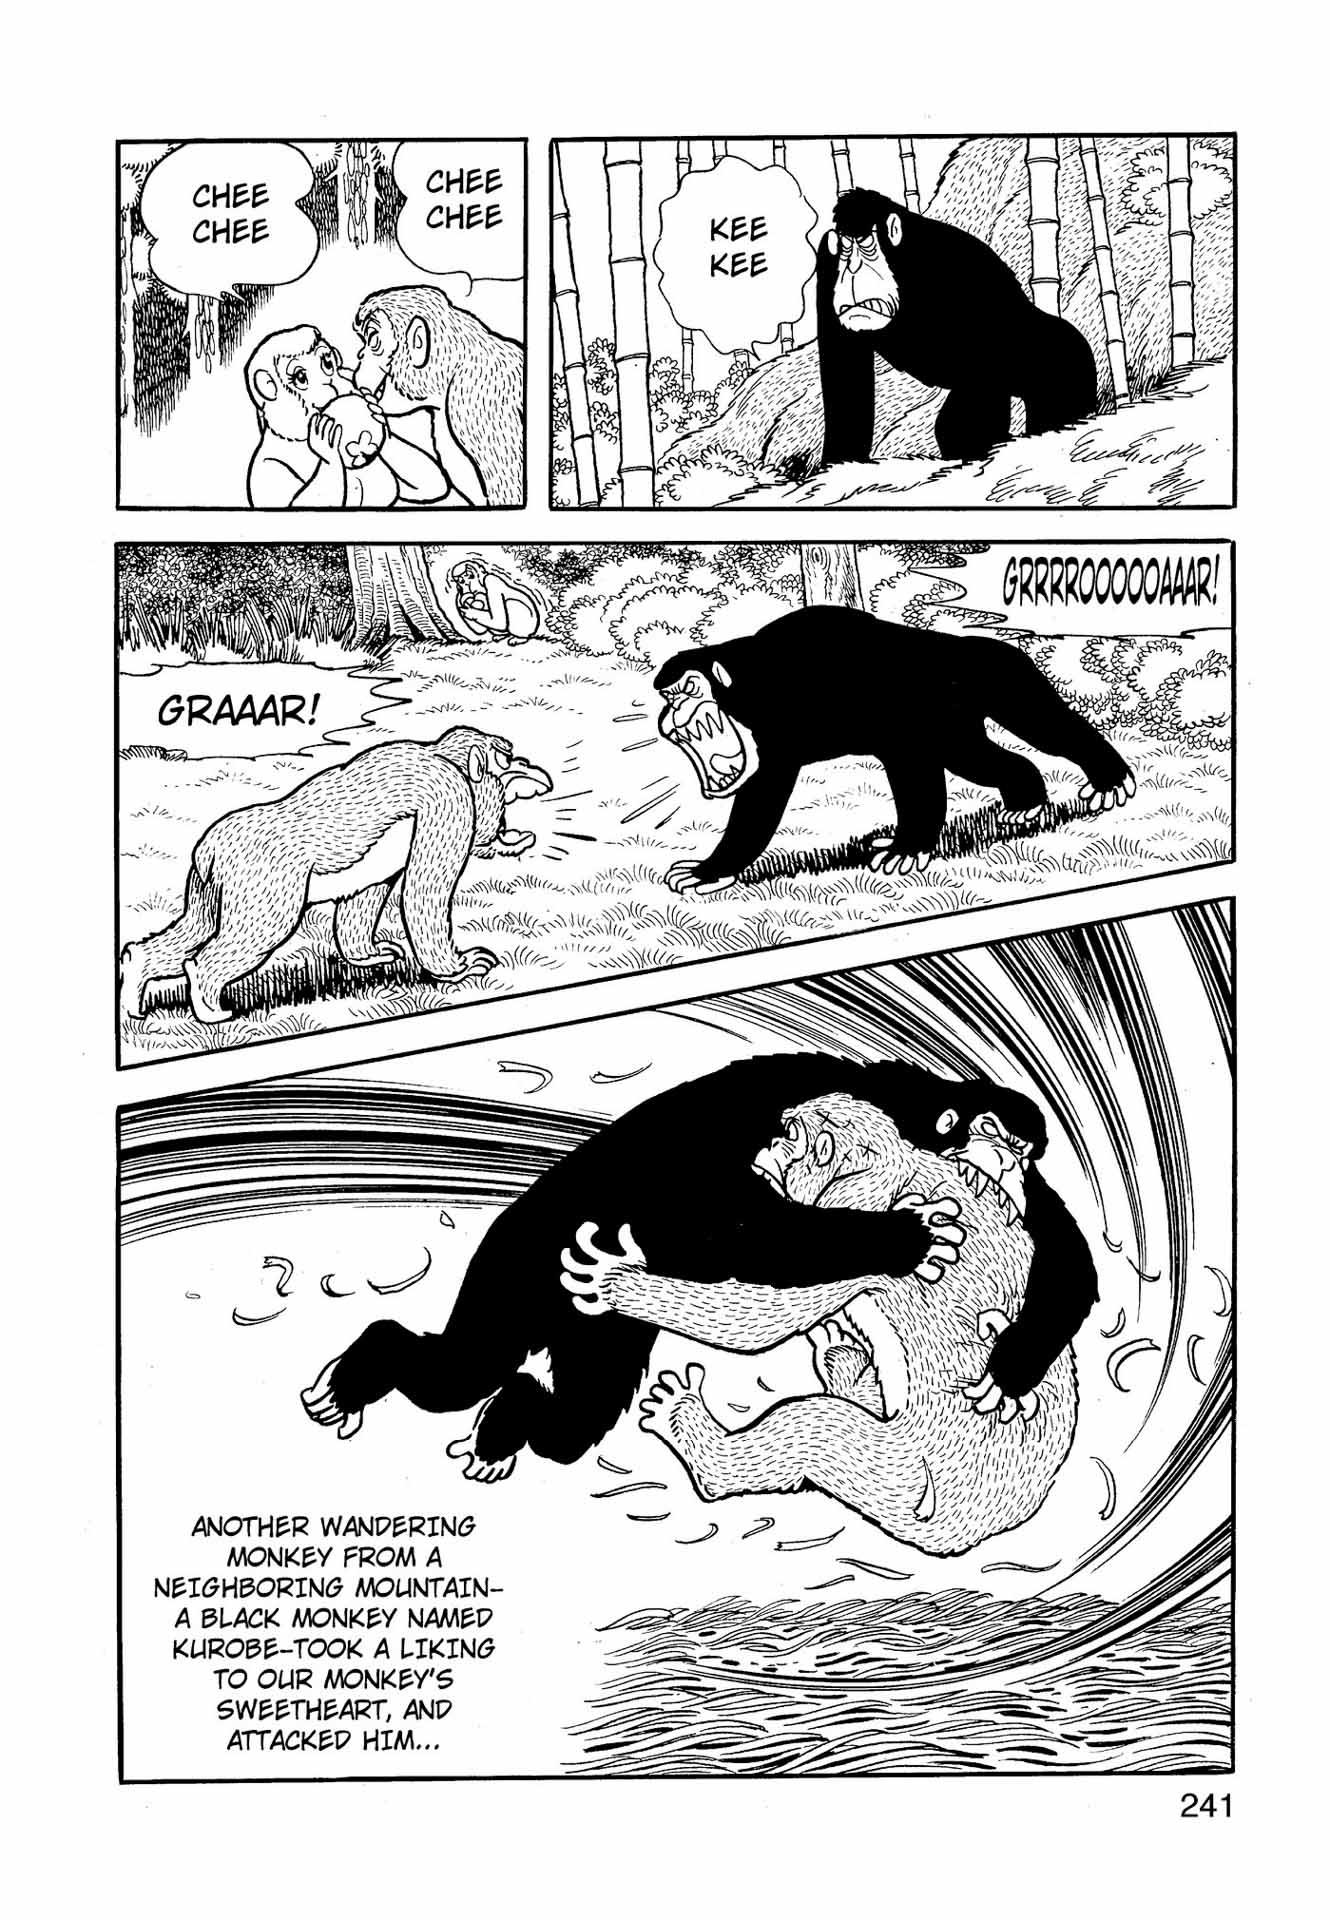 CHEE
CHEE
CHEE
CHEE
KEE
KEE
GRRRROOOOOAAAR!
GRAAAR!
ANOTHER WANDERING
MONKEY FROM A
NEIGHBORING MOUNTAIN-
A BLACK MONKEY NAMED
KUROBE-TOOK A LIKING
TO OUR MONKEY'S
SWEETHEART, AND
ATTACKED HIM...
241